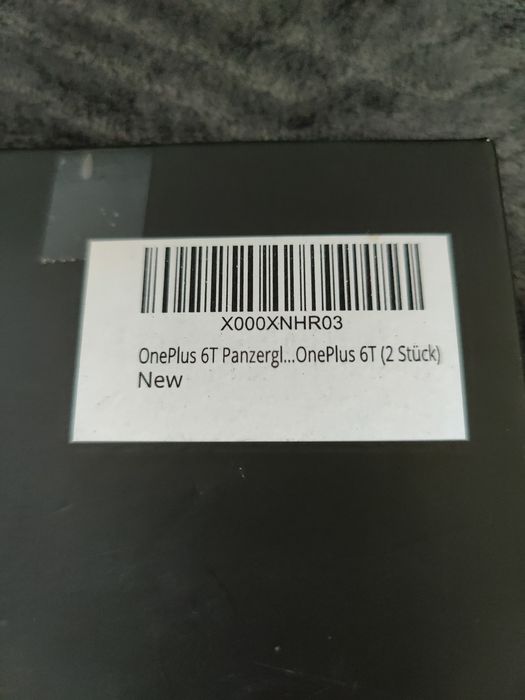 X000XNHR03
OnePlus 6T Panzergl...OnePlus 6T (2 Stück)
New